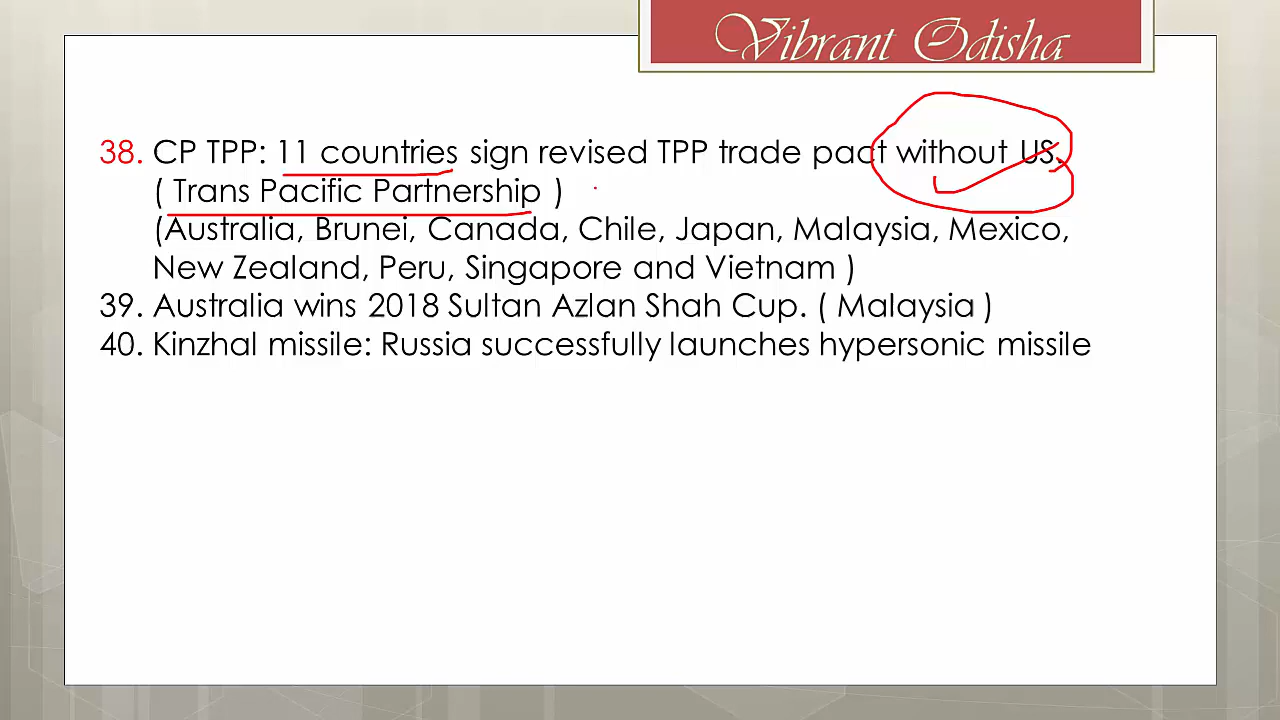 Vibrant Odisha
38. CP TPP: 11 countries sign revised TPP trade pact without US.
( Trans Pacific Partnership )
(Australia, Brunei, Canada, Chile, Japan, Malaysia, Mexico,
New Zealand, Peru, Singapore and Vietnam )
39. Australia wins 2018 Sultan Azlan Shah Cup. ( Malaysia )
40. Kinzhal missile: Russia successfully launches hypersonic missile